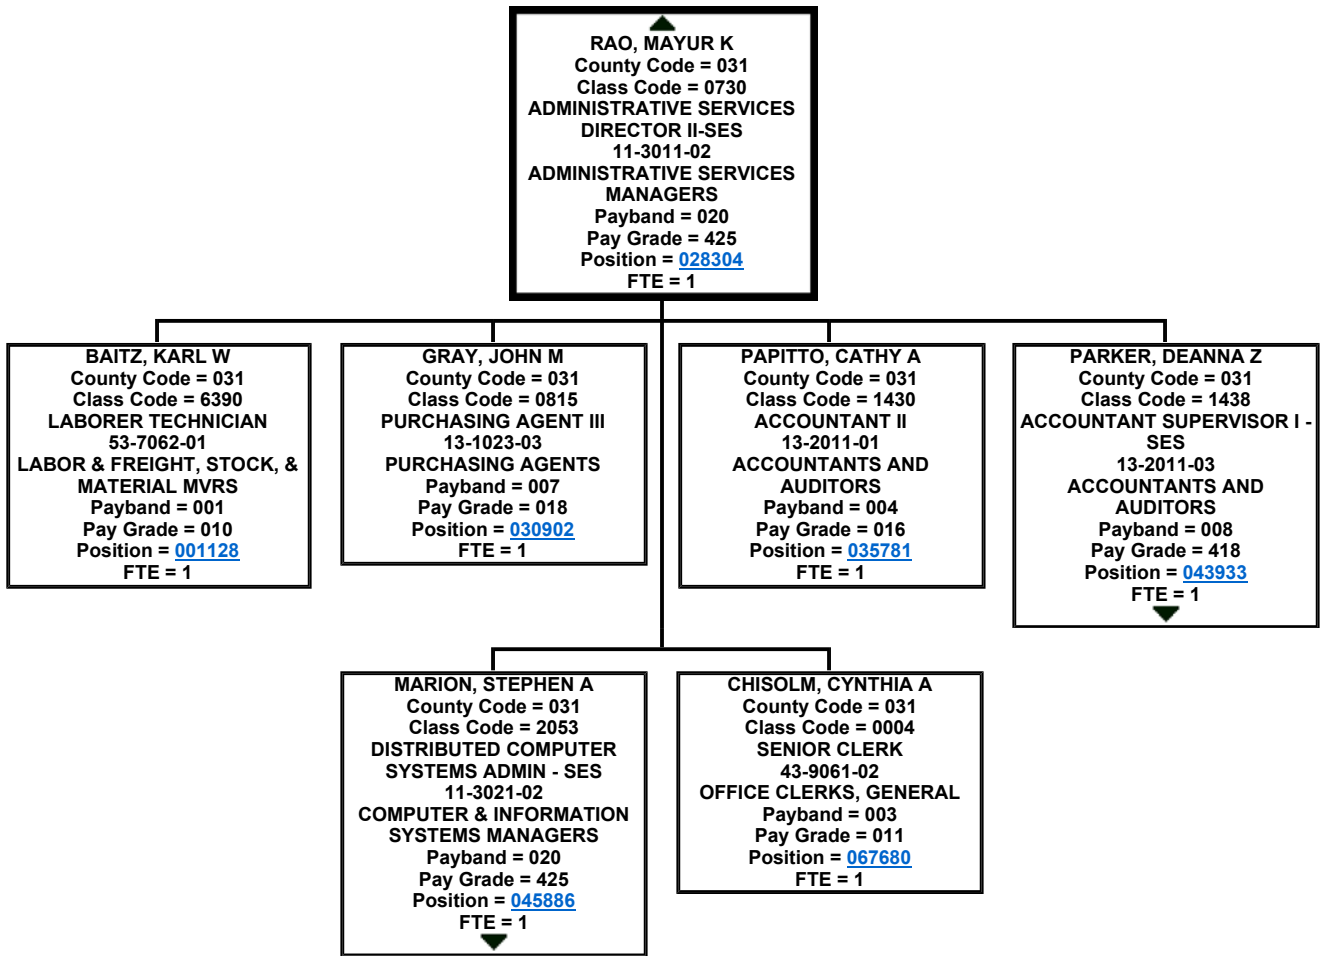 RAO, MAYUR K
County Code = 031
Class Code = 0730
ADMINISTRATIVE SERVICES
DIRECTOR II-SES
11-3011-02
ADMINISTRATIVE SERVICES
MANAGERS
Payband = 020
Pay Grade = 425
Position = 028304
FTE = 1
BAITZ, KARL W
County Code = 031
Class Code = 6390
LABORER TECHNICIAN
53-7062-01
LABOR & FREIGHT, STOCK, &
MATERIAL MVRS
Payband = 001
Pay Grade = 010
Position = 001128
FTE = 1
GRAY, JOHN M
County Code = 031
Class Code = 0815
PURCHASING AGENT III
13-1023-03
PURCHASING AGENTS
Payband = 007
Pay Grade = 018
Position = 030902
FTE = 1
PAPITTO, CATHY A
County Code = 031
Class Code = 1430
ACCOUNTANT II
13-2011-01
ACCOUNTANTS AND
AUDITORS
Payband = 004
Pay Grade = 016
Position = 035781
FTE = 1
PARKER, DEANNA Z
County Code = 031
Class Code = 1438
ACCOUNTANT SUPERVISOR I -
SES
13-2011-03
ACCOUNTANTS AND
AUDITORS
Payband = 008
Pay Grade = 418
Position = 043933
FTE = 1
MARION, STEPHEN A
County Code = 031
Class Code = 2053
DISTRIBUTED COMPUTER
SYSTEMS ADMIN - SES
11-3021-02
COMPUTER & INFORMATION
SYSTEMS MANAGERS
Payband = 020
Pay Grade = 425
Position = 045886
FTE = 1
CHISOLM, CYNTHIA A
County Code = 031
Class Code = 0004
SENIOR CLERK
43-9061-02
OFFICE CLERKS, GENERAL
Payband = 003
Pay Grade = 011
Position = 067680
FTE = 1